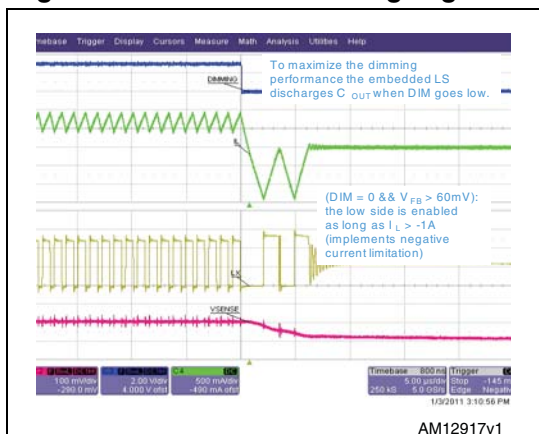 Timebase Trigger Display Cursors Measure Math Analysis Utilities Help
To maximize the dimming
performance the embedded LS
discharges C OUT when DIM goes low.
DIMMING
IL
(DIM = 0 && V FB > 60mV):
the low side is enabled
as long as I L > -1A
(implements negative
current limitation)
LX
VSENSE
100 mV/div
-290.0 mV
2.00 V/div
4.000 V ofst
C4
500 mA/div
-490 mA ofst
Timebase 800 ns
5.00 µs/div
250 kS 5.0 GS/s
Trigger
Stop -145 m
Edge Negativ
1/3/2011 3:10:56 PM
AM12917v1